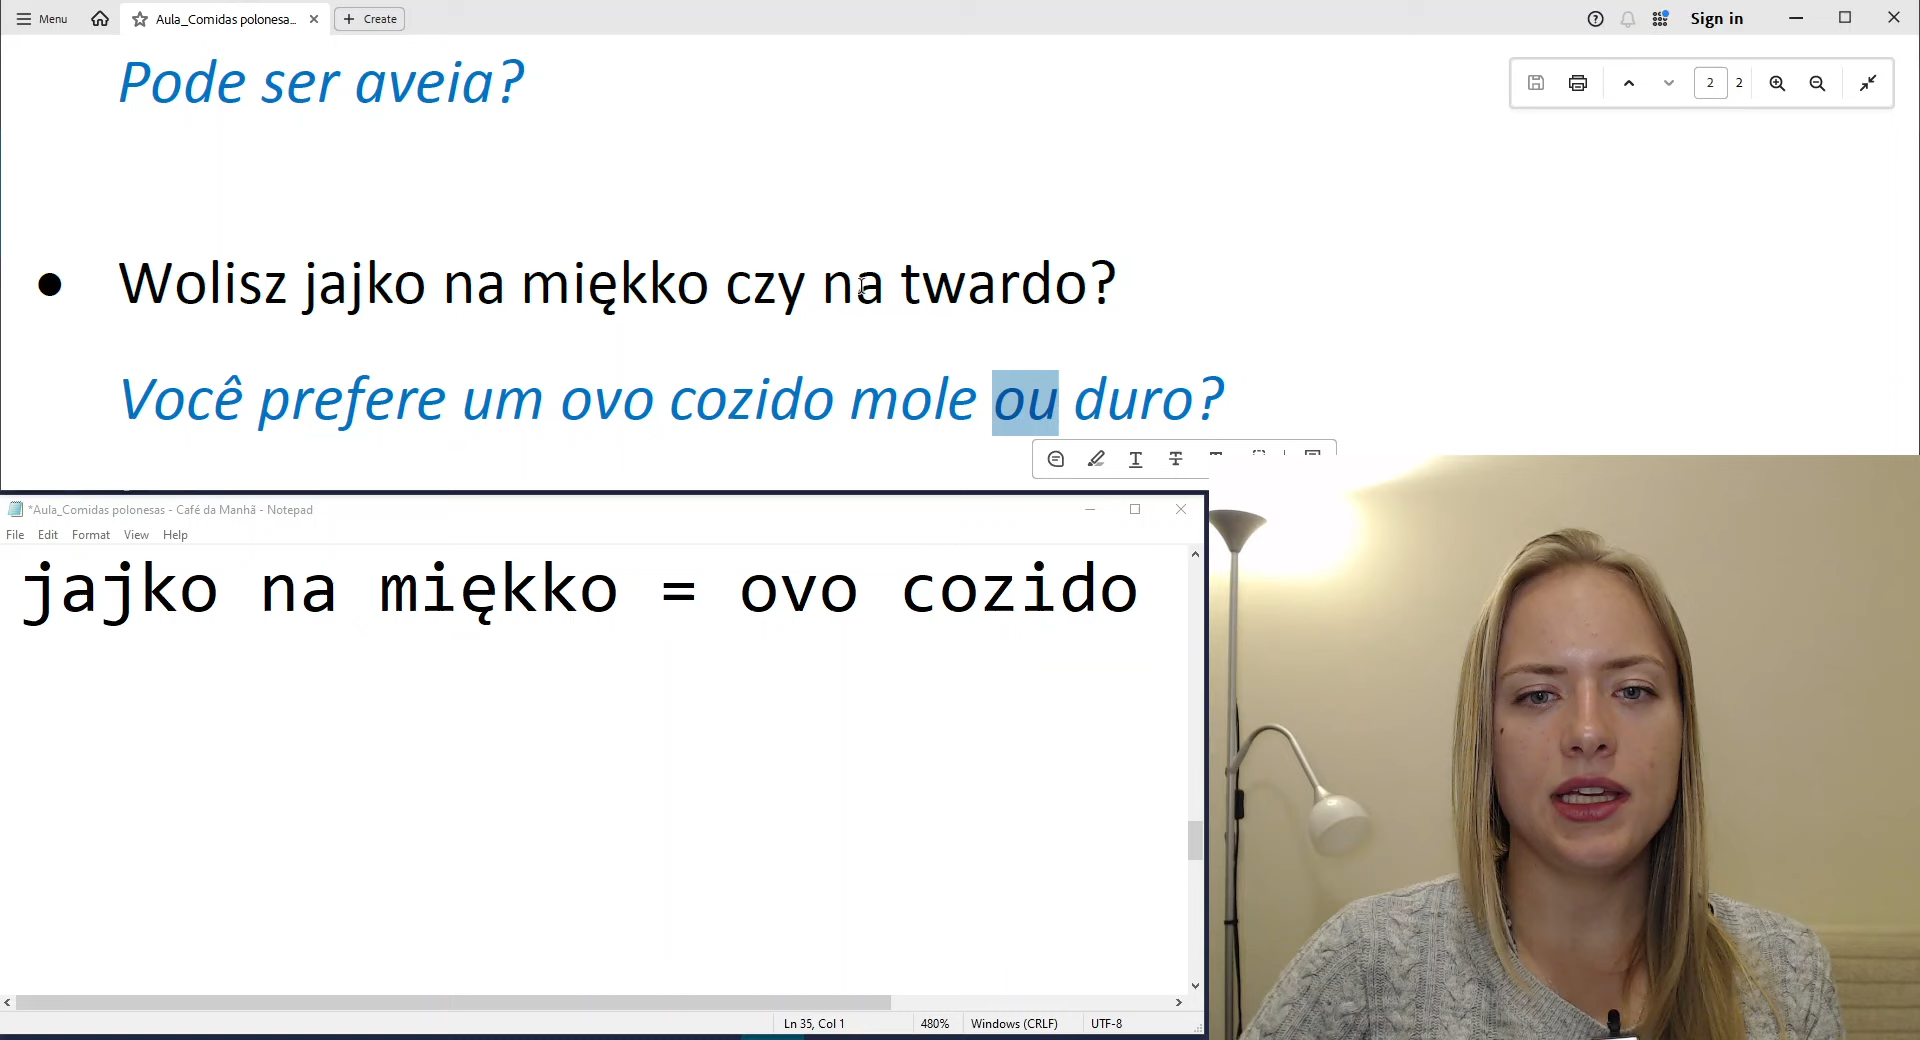 Menu
Aula_Comidas polonesa...
Create
Sign in
Pode ser aveia?
2 2
• Wolisz jajko na miękko czy na twardo?
Você prefere um ovo cozido mole ou duro?
*Aula_Comidas polonesas - Café da Manhã - Notepad
File Edit Format View Help
jajko na miękko = ovo cozido
Ln 35, Col 1 480% Windows (CRLF) UTF-8